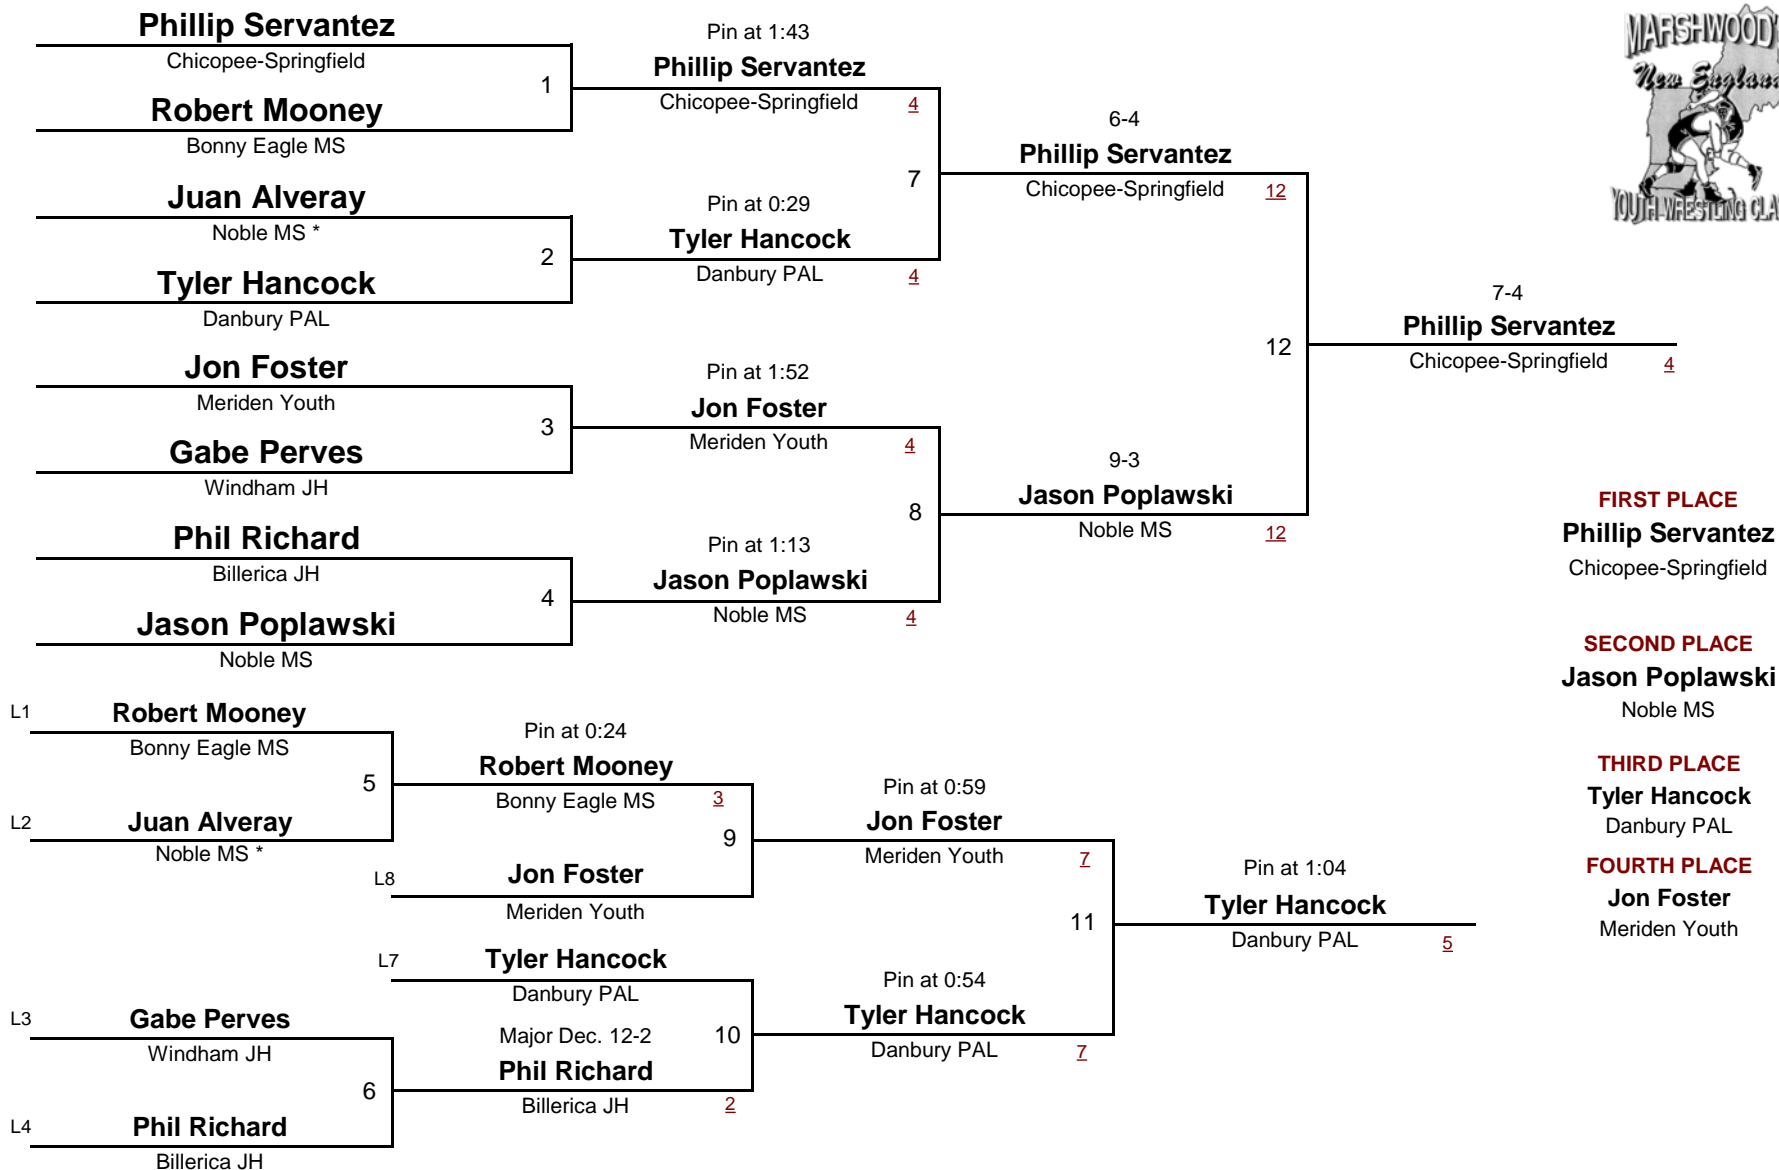 Phillip Servantez
Chicopee-Springfield
1
Robert Mooney
Bonny Eagle MS
Juan Alveray
Noble MS *
2
Tyler Hancock
Danbury PAL
Jon Foster
Meriden Youth
3
Gabe Perves
Windham JH
Phil Richard
Billerica JH
4
Jason Poplawski
Noble MS
Pin at 1:43
Phillip Servantez
Chicopee-Springfield 4
7
Pin at 0:29
Tyler Hancock
Danbury PAL 4
Pin at 1:52
Jon Foster
Meriden Youth 4
8
Pin at 1:13
Jason Poplawski
Noble MS 4
6-4
Phillip Servantez
Chicopee-Springfield 12
12
9-3
Jason Poplawski
Noble MS 12
7-4
Phillip Servantez
Chicopee-Springfield 4
MARSHWOOD
New England
YOUTH WRESTLING CLA
FIRST PLACE
Phillip Servantez
Chicopee-Springfield
SECOND PLACE
Jason Poplawski
Noble MS
THIRD PLACE
Tyler Hancock
Danbury PAL
FOURTH PLACE
Jon Foster
Meriden Youth
L1 Robert Mooney
Bonny Eagle MS
5
L2 Juan Alveray
Noble MS *
L3 Gabe Perves
Windham JH
6
L4 Phil Richard
Billerica JH
Pin at 0:24
Robert Mooney
Bonny Eagle MS 3
9
L8 Jon Foster
Meriden Youth
L7 Tyler Hancock
Danbury PAL
Major Dec. 12-2 10
Phil Richard
Billerica JH 2
Pin at 0:59
Jon Foster
Meriden Youth 7
11
Pin at 0:54
Tyler Hancock
Danbury PAL 7
Pin at 1:04
Tyler Hancock
Danbury PAL 5